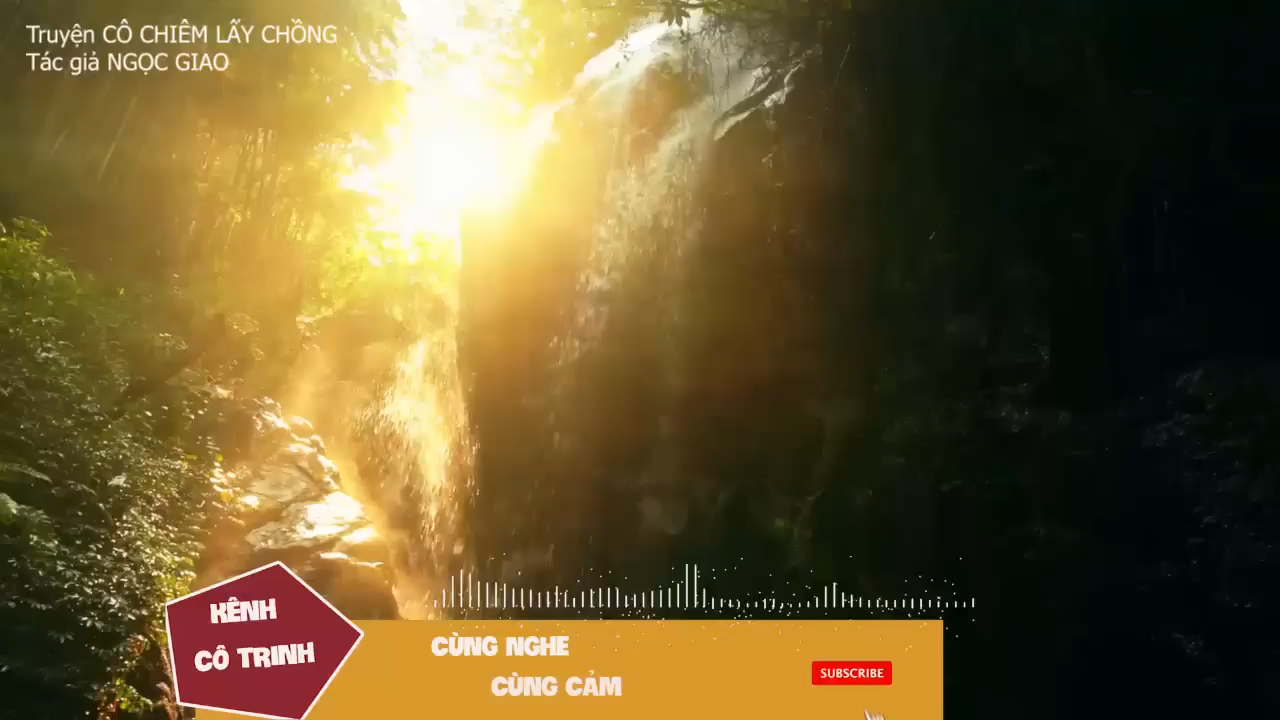 Truyện CÔ CHIÊM LẤY CHỒNG
Tác giả NGỌC GIAO
KÊNH
CÔ TRINH
CÙNG NGHE
CÙNG CẢM
SUBSCRIBE